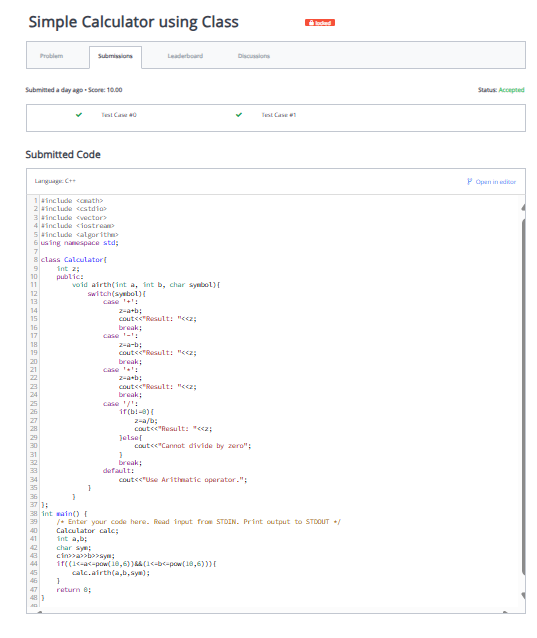 Simple Calculator using Class
locked
Problem
Submissions
Leaderboard
Discussions
Submitted a day ago • Score: 10.00
Status: Accepted
Test Case #0
Test Case #1
Submitted Code
Language: C++
Open in editor
1 #include <cmath>
2 #include <cstdio>
3 #include <vector>
4 #include <iostream>
5 #include <algorithm>
6 using namespace std;
7
8 class Calculator{
9 int z;
10 public:
11 void airth(int a, int b, char symbol){
12 switch(symbol){
13 case '+':
14 z=a+b;
15 cout<<"Result: "<<z;
16 break;
17 case '-':
18 z=a-b;
19 cout<<"Result: "<<z;
20 break;
21 case '*':
22 z=a*b;
23 cout<<"Result: "<<z;
24 break;
25 case '/':
26 if(b!=0){
27 z=a/b;
28 cout<<"Result: "<<z;
29 }else{
30 cout<<"Cannot divide by zero";
31 }
32 break;
33 default:
34 cout<<"Use Arithmatic operator.";
35 }
36 }
37 };
38 int main() {
39 /* Enter your code here. Read input from STDIN. Print output to STDOUT */
40 Calculator calc;
41 int a,b;
42 char sym;
43 cin>>a>>b>>sym;
44 if((1<=a<=pow(10,6))&&(1<=b<=pow(10,6))){
45 calc.airth(a,b,sym);
46 }
47 return 0;
48 }
49